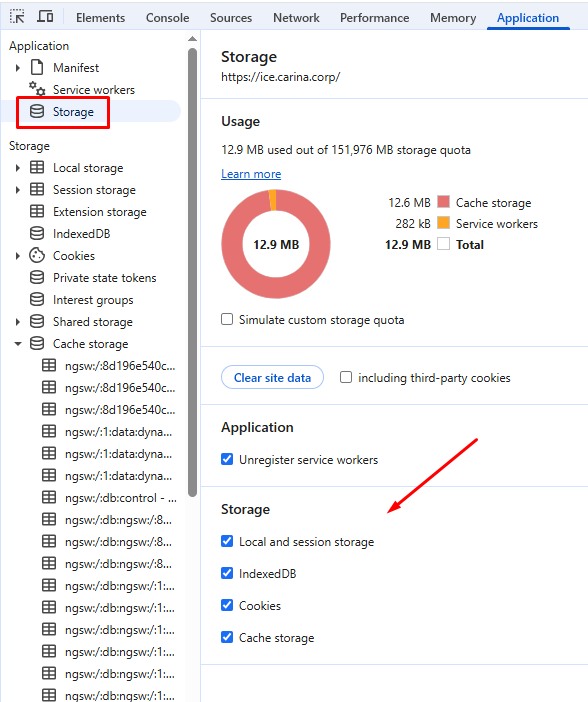 Elements Console Sources Network Performance Memory Application
Application
Manifest
Service workers
Storage
Storage
Local storage
Session storage
Extension storage
IndexedDB
Cookies
Private state tokens
Interest groups
Shared storage
Cache storage
ngsw:/:8d196e540c...
ngsw:/:8d196e540c...
ngsw:/:8d196e540c...
ngsw:/:1:data:dyna...
ngsw:/:1:data:dyna...
ngsw:/:1:data:dyna...
ngsw:/:db:control - ...
ngsw:/:db:ngsw:/:8...
ngsw:/:db:ngsw:/:8...
ngsw:/:db:ngsw:/:8...
ngsw:/:db:ngsw:/:1:...
ngsw:/:db:ngsw:/:1:...
ngsw:/:db:ngsw:/:1:...
ngsw:/:db:ngsw:/:1:...
ngsw:/:db:ngsw:/:1:...
ngsw:/:db:ngsw:/:1:...
Storage
https://ice.carina.corp/
Usage
12.9 MB used out of 151,976 MB storage quota
Learn more
12.9 MB
12.6 MB Cache storage
282 kB Service workers
12.9 MB Total
Simulate custom storage quota
Clear site data including third-party cookies
Application
Unregister service workers
Storage
Local and session storage
IndexedDB
Cookies
Cache storage